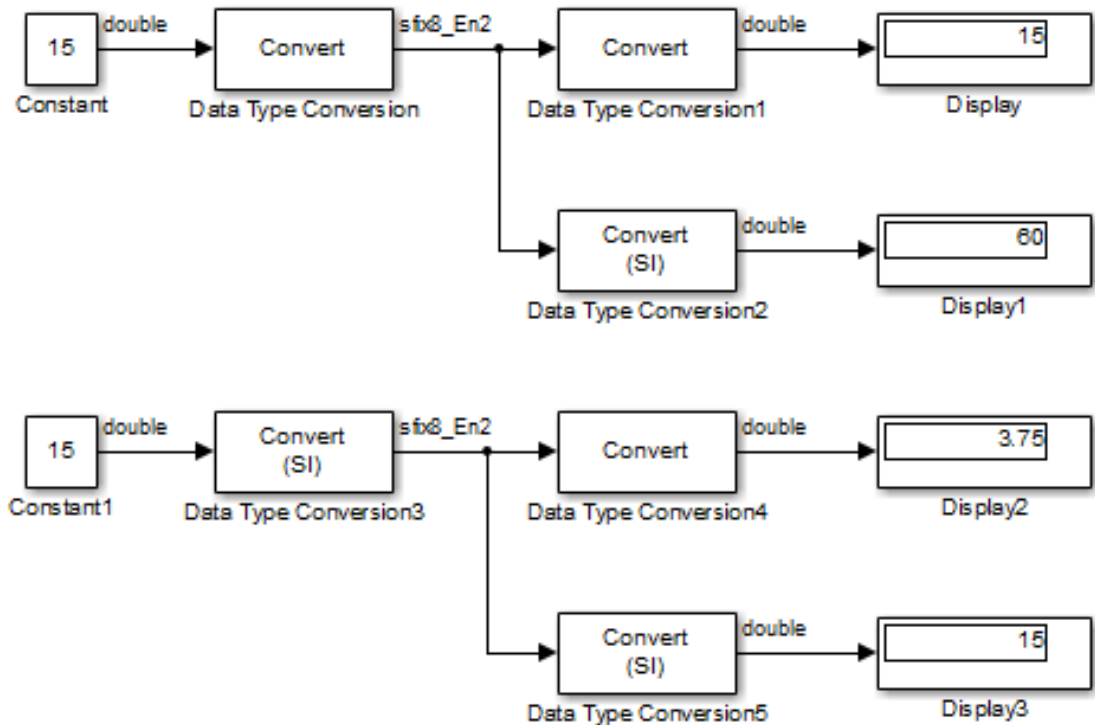 double
sfix8_En2
double
15
Convert
Convert
15
Constant
Data Type Conversion
Data Type Conversion1
Display
double
Convert
(SI)
60
Data Type Conversion2
Display1
double
sfix8_En2
double
15
Convert
(SI)
Convert
3.75
Constant1
Data Type Conversion3
Data Type Conversion4
Display2
double
Convert
(SI)
15
Data Type Conversion5
Display3